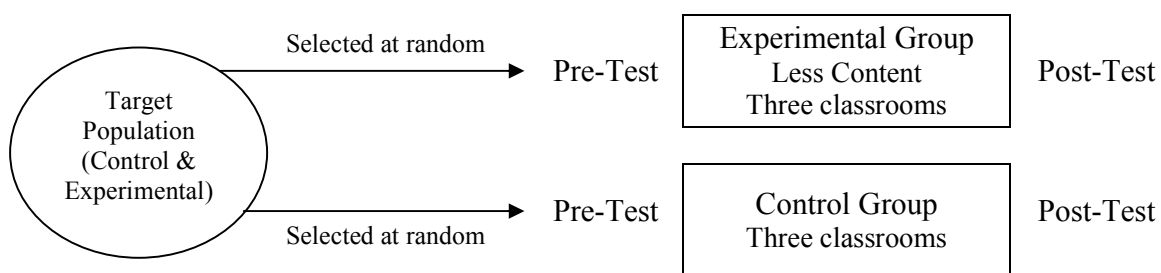 Target
Population
(Control &
Experimental)
Selected at random
Pre-Test
Experimental Group
Less Content
Three classrooms
Post-Test
Selected at random
Pre-Test
Control Group
Three classrooms
Post-Test